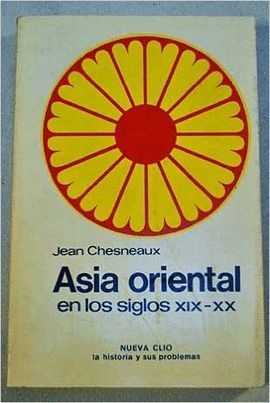 Jean Chesneaux
Asia oriental
en los siglos XIX-XX
NUEVA CLIO
la historia y sus problemas